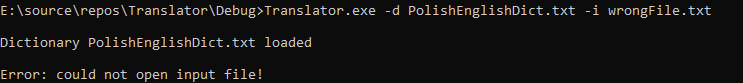 E:\source\repos\Translator\Debug>Translator.exe -d PolishEnglishDict.txt -i wrongFile.txt
Dictionary PolishEnglishDict.txt loaded
Error: could not open input file!